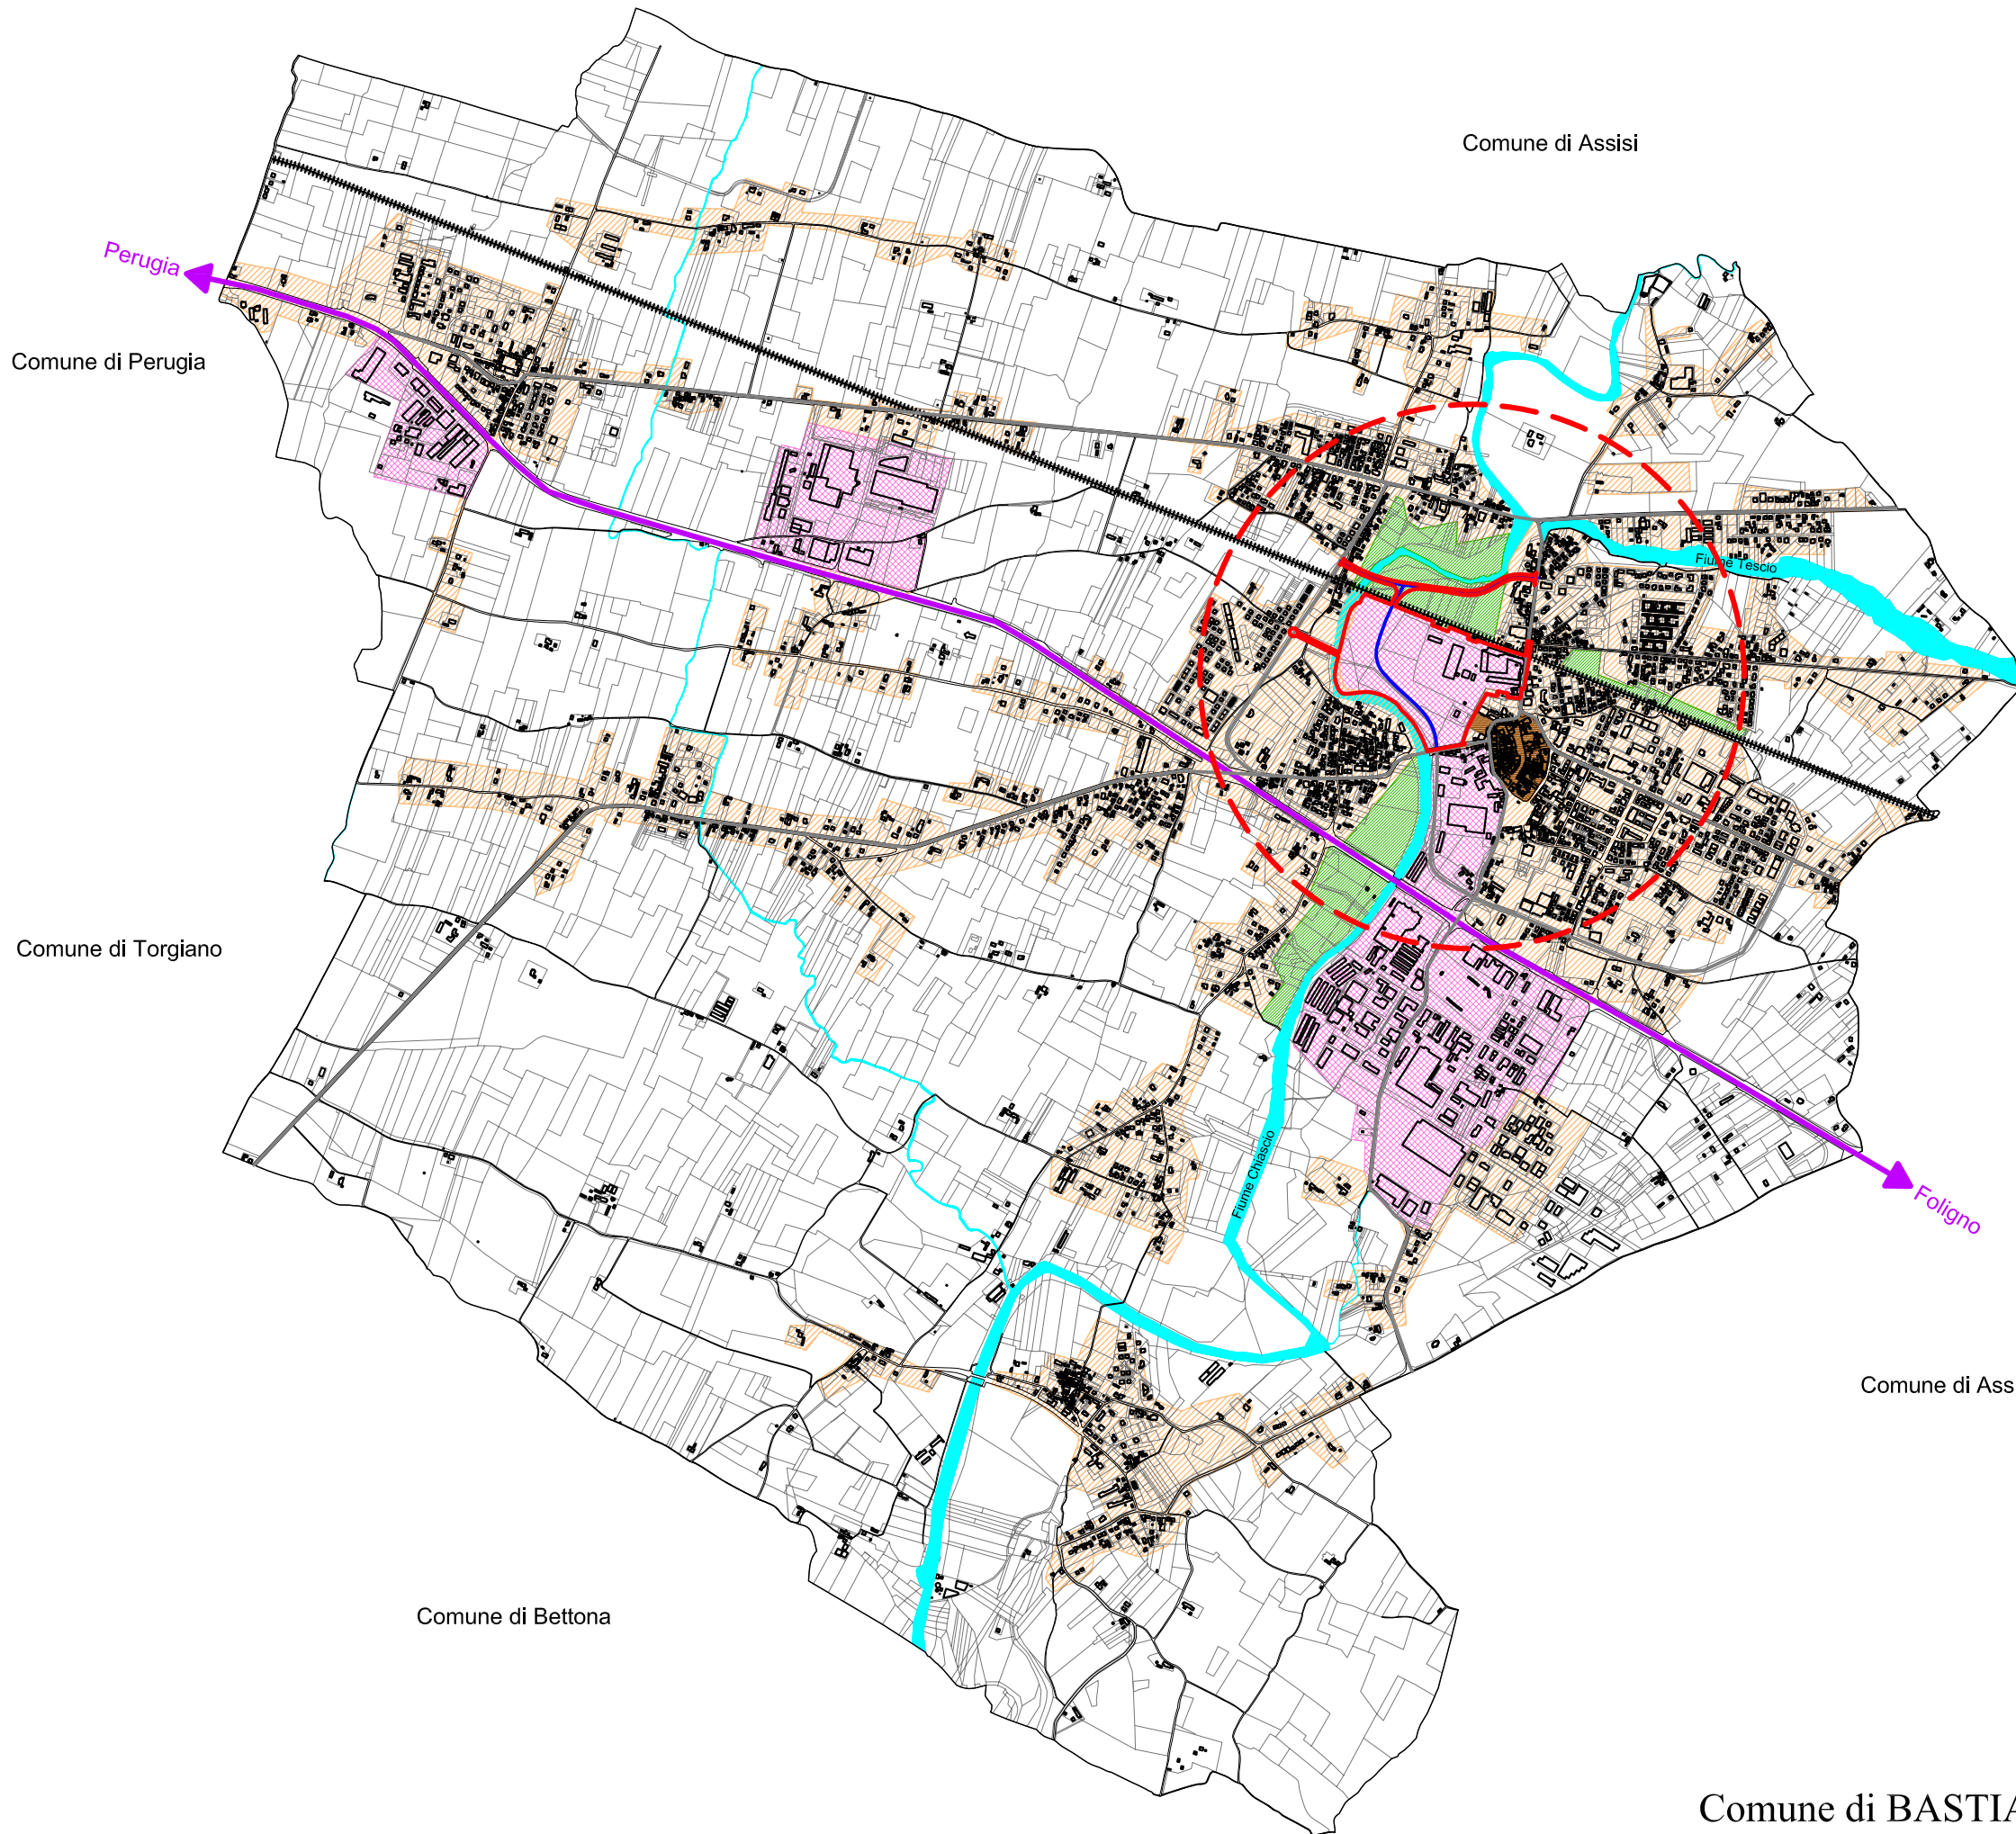 Comune di Assisi
Perugia
Comune di Perugia
Fiume Tescio
Comune di Torgiano
Fiume Chiascio
Foligno
Comune di Ass
Comune di Bettona
Comune di BASTIA